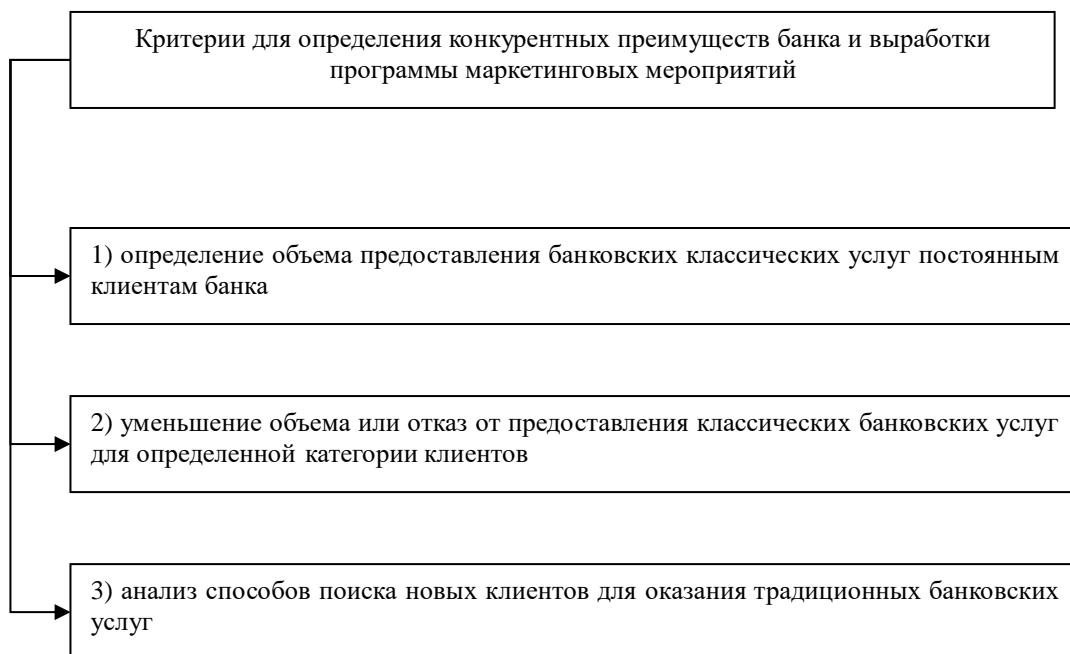 Критерии для определения конкурентных преимуществ банка и выработки
программы маркетинговых мероприятий
1) определение объема предоставления банковских классических услуг постоянным
клиентам банка
2) уменьшение объема или отказ от предоставления классических банковских услуг
для определенной категории клиентов
3) анализ способов поиска новых клиентов для оказания традиционных банковских
услуг